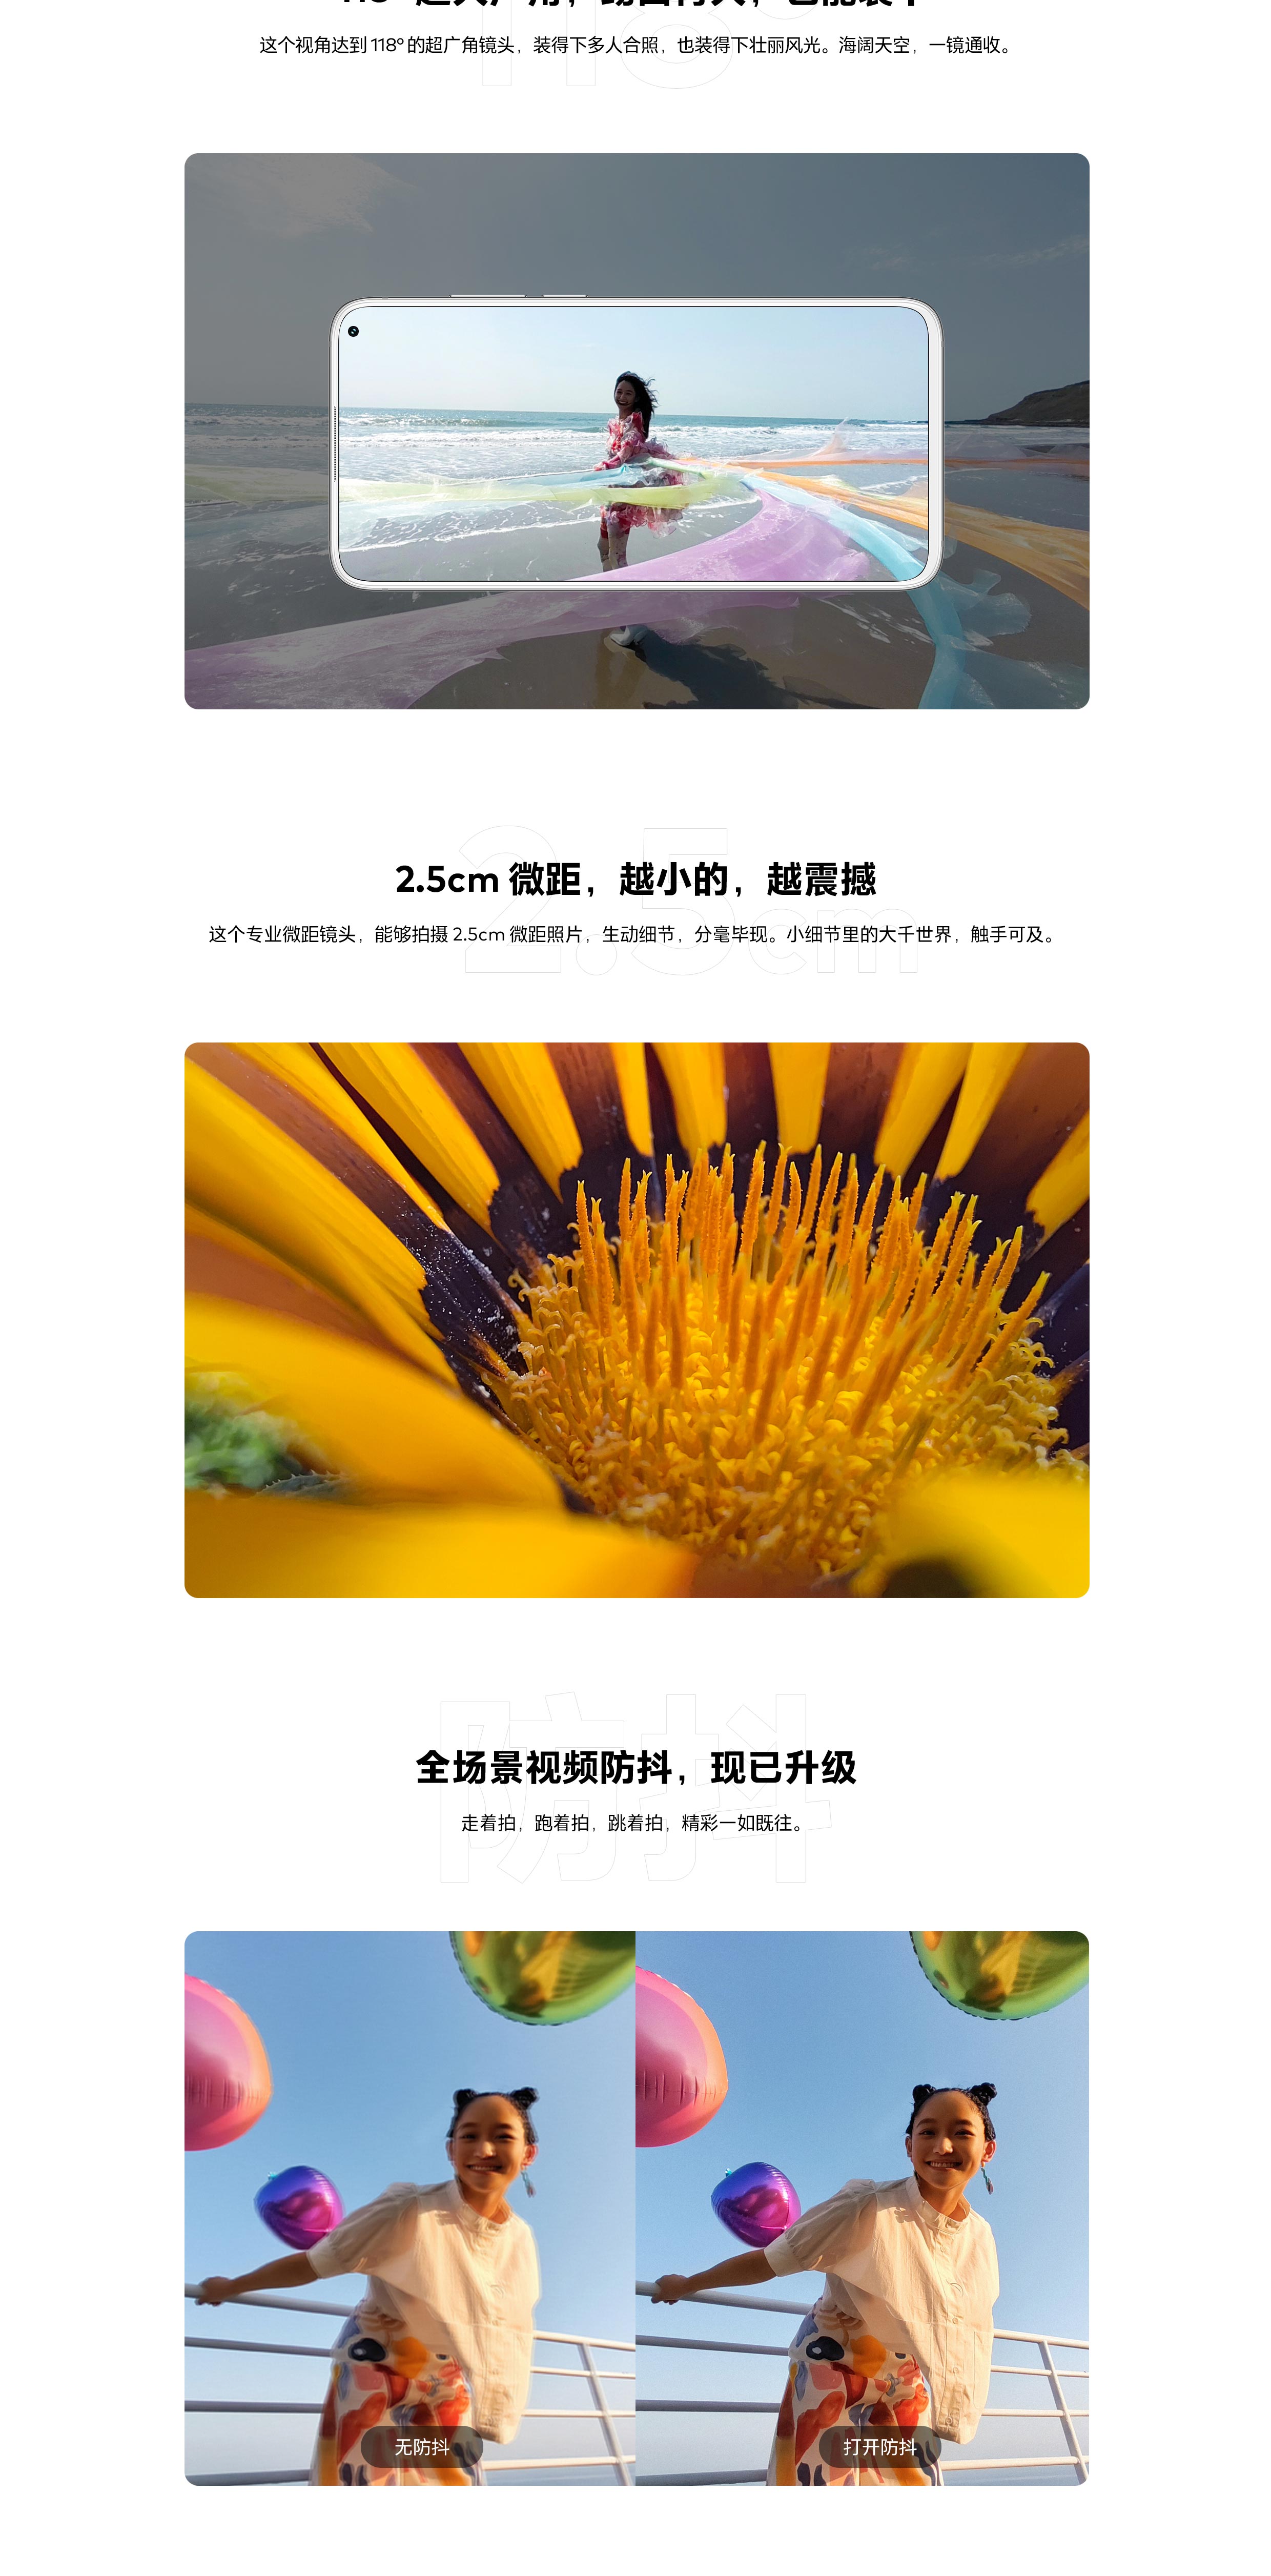 这个视角达到 118° 的超广角镜头，装得下多人合照，也装得下壮丽风光。海阔天空，一镜通收。
2.5cm
2.5cm 微距，越小的，越震撼
这个专业微距镜头，能够拍摄 2.5cm 微距照片，生动细节，分毫毕现。小细节里的大千世界，触手可及。
防抖
全场景视频防抖，现已升级
走着拍，跑着拍，跳着拍，精彩一如既往。
无防抖
打开防抖